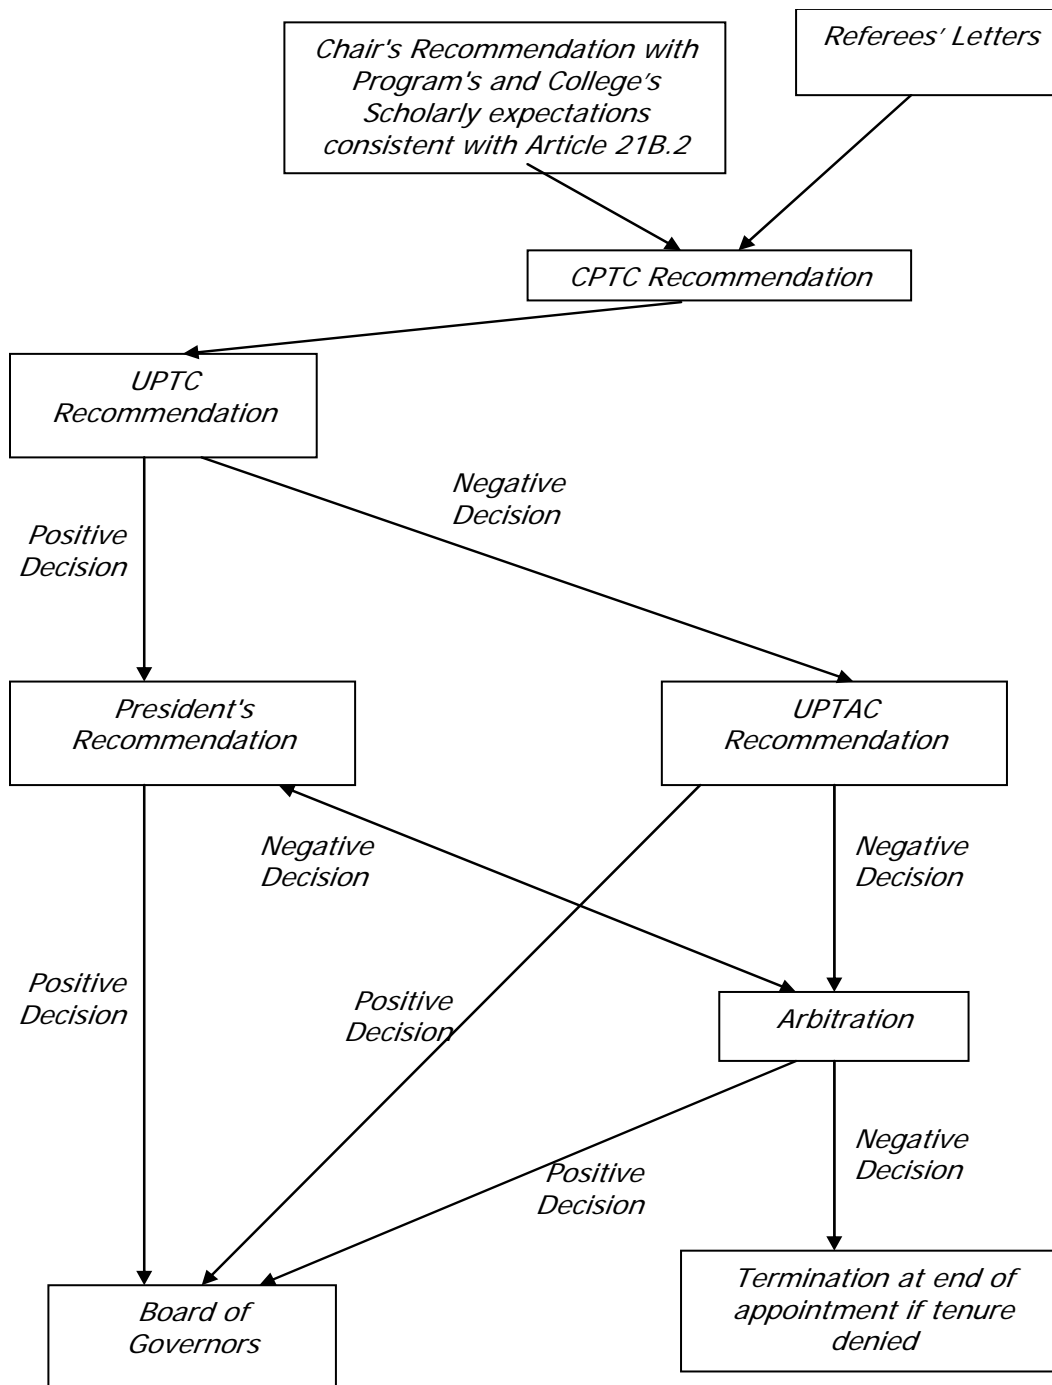 Chair's Recommendation with
Program's and College's
Scholarly expectations
consistent with Article 21B.2
Referees' Letters
CPTC Recommendation
UPTC
Recommendation
Negative
Decision
Positive
Decision
President's
Recommendation
UPTAC
Recommendation
Negative
Decision
Negative
Decision
Positive
Decision
Positive
Decision
Arbitration
Negative
Decision
Positive
Decision
Termination at end of
appointment if tenure
denied
Board of
Governors